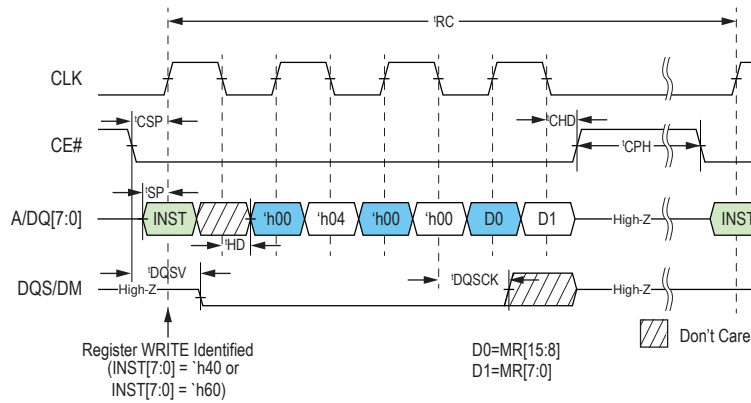 tRC
CLK
tCSP
tCHD
CE#
tCPH
tSP
A/DQ[7:0]
INST
‘h00
‘h04
‘h00
‘h00
D0
D1
High-Z
INST
tHD
tDQSV
tDQSCK
DQS/DM
High-Z
High-Z
Don't Care
Register WRITE Identified
(INST[7:0] = `h40 or
INST[7:0] = `h60)
D0=MR[15:8]
D1=MR[7:0]